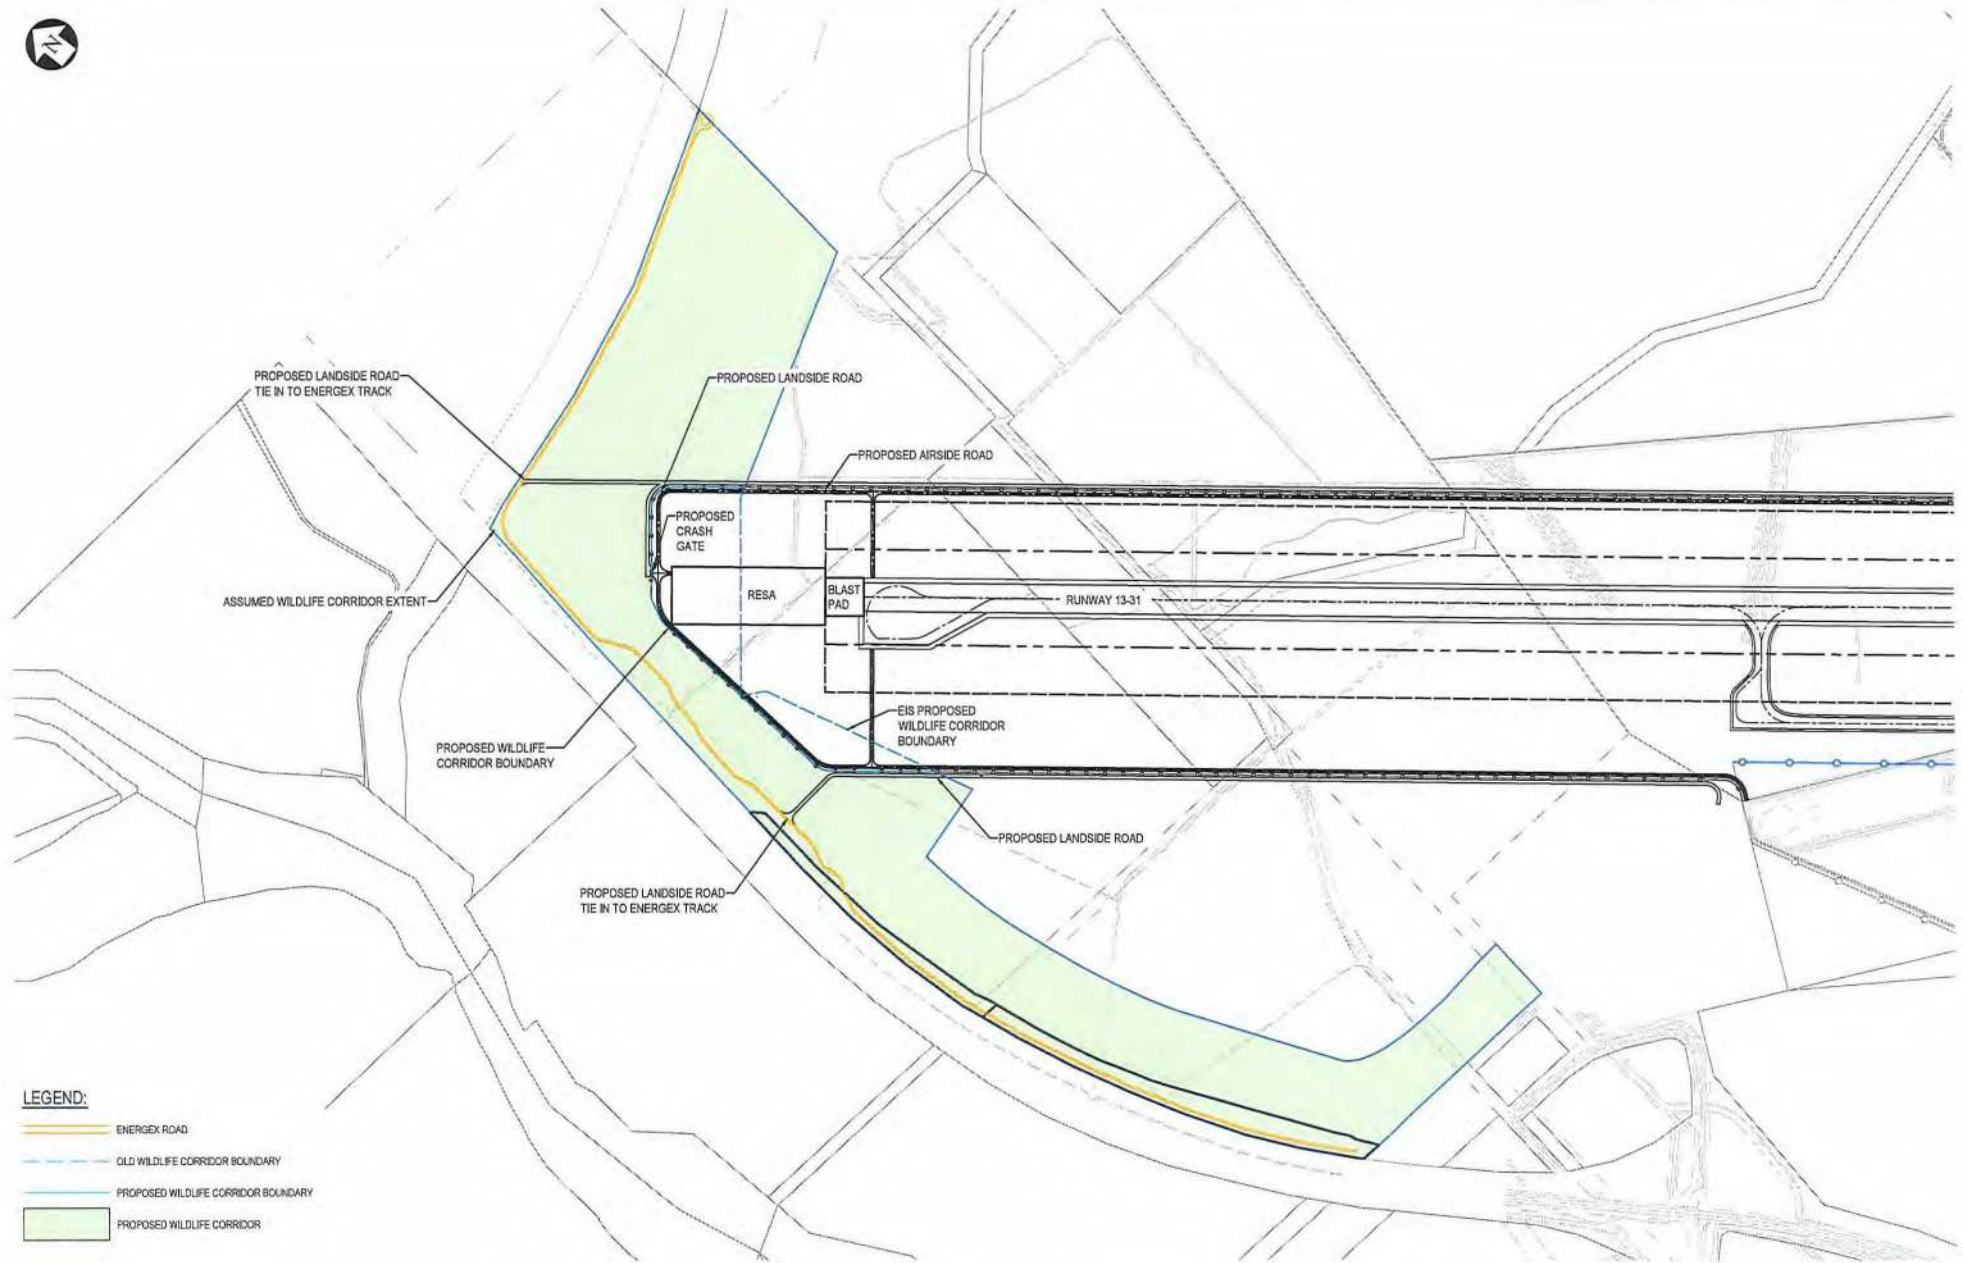 N
PROPOSED LANDSIDE ROAD
TIE IN TO ENERGEX TRACK
PROPOSED LANDSIDE ROAD
PROPOSED AIRSIDE ROAD
PROPOSED
CRASH
GATE
RESA
BLAST
PAD
RUNWAY 13-31
ASSUMED WILDLIFE CORRIDOR EXTENT
EIS PROPOSED
WILDLIFE CORRIDOR
BOUNDARY
PROPOSED WILDLIFE
CORRIDOR BOUNDARY
PROPOSED LANDSIDE ROAD
PROPOSED LANDSIDE ROAD
TIE IN TO ENERGEX TRACK
LEGEND:
ENERGEX ROAD
OLD WILDLIFE CORRIDOR BOUNDARY
PROPOSED WILDLIFE CORRIDOR BOUNDARY
PROPOSED WILDLIFE CORRIDOR